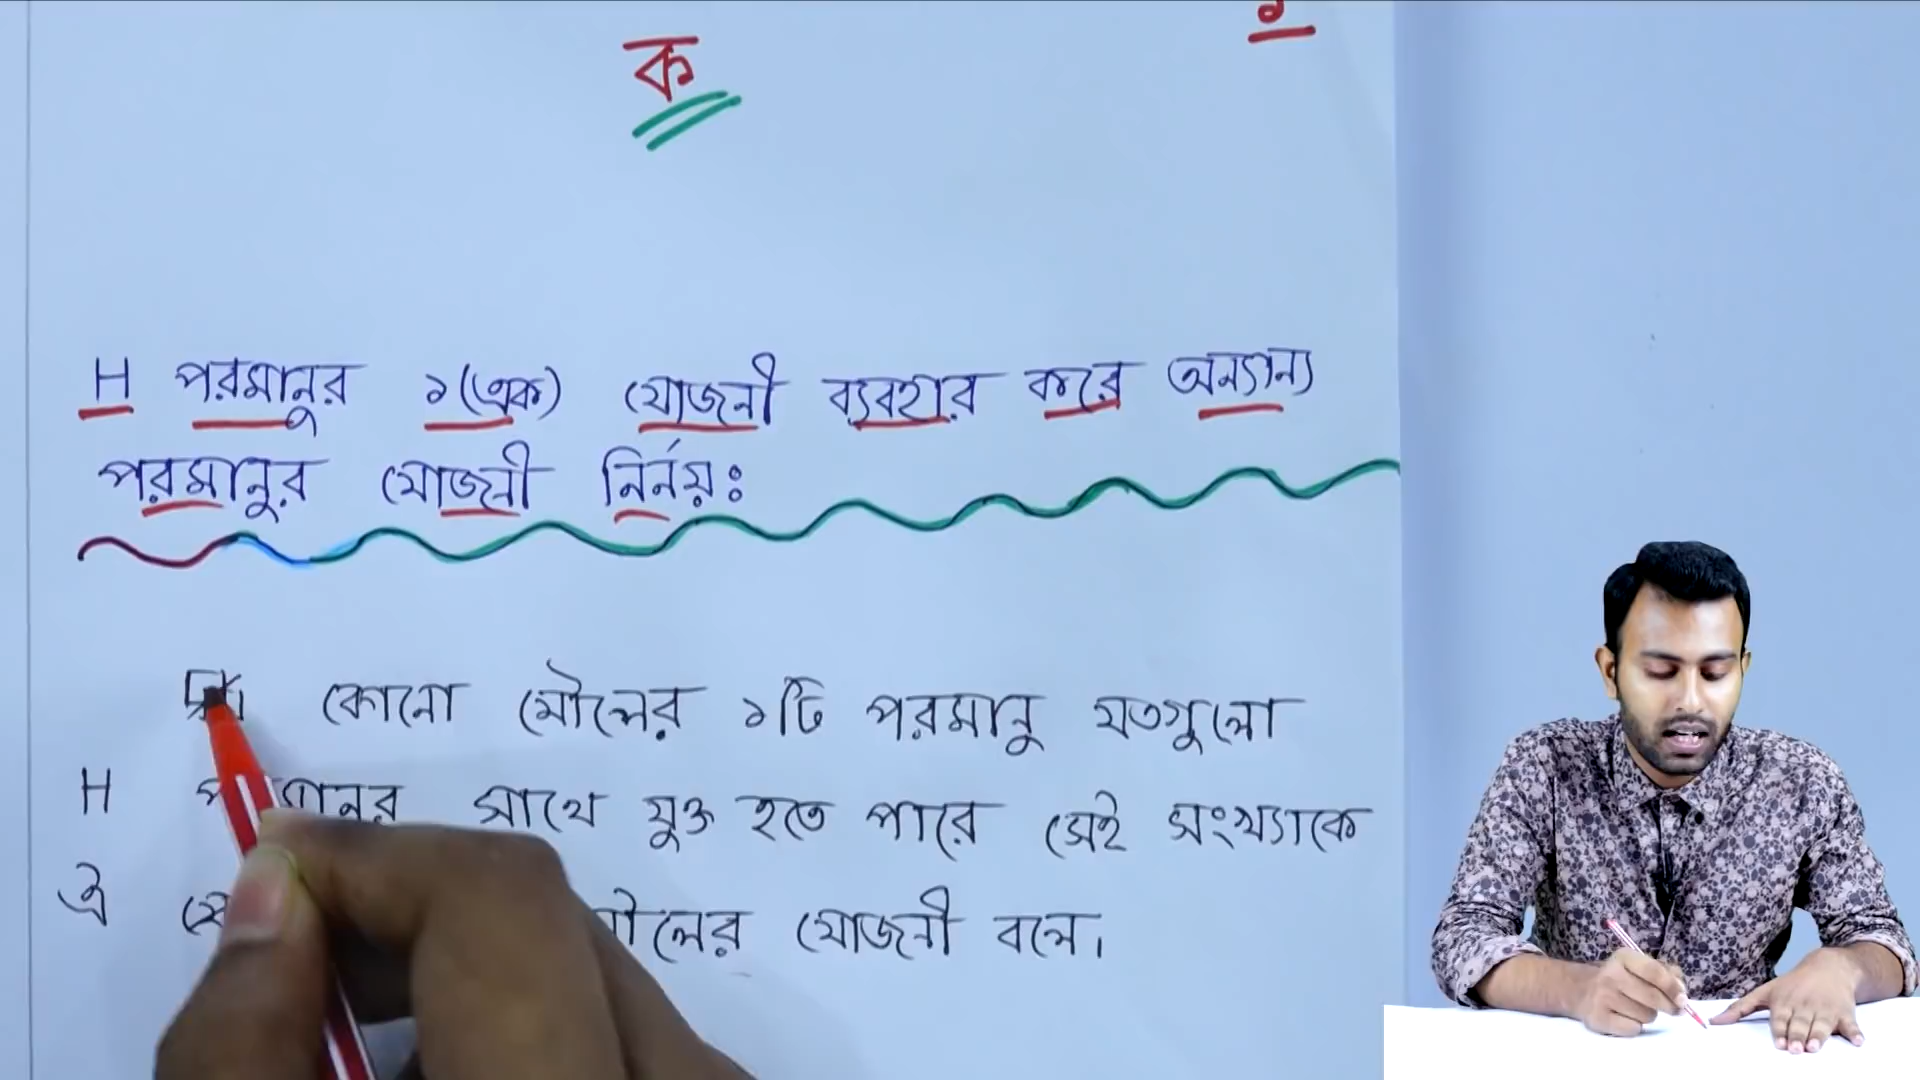 ক
H পরমানুর ১(এক) যোজনী ব্যবহার করে অন্যান্য
পরমানুর যোজনী নির্নয়ঃ
কোনো মৌলের ১টি পরমানু যতগুলো
H সাথে যুক্ত হতে পারে সেই সংখ্যাকে
ঐ যোজনী বলে।